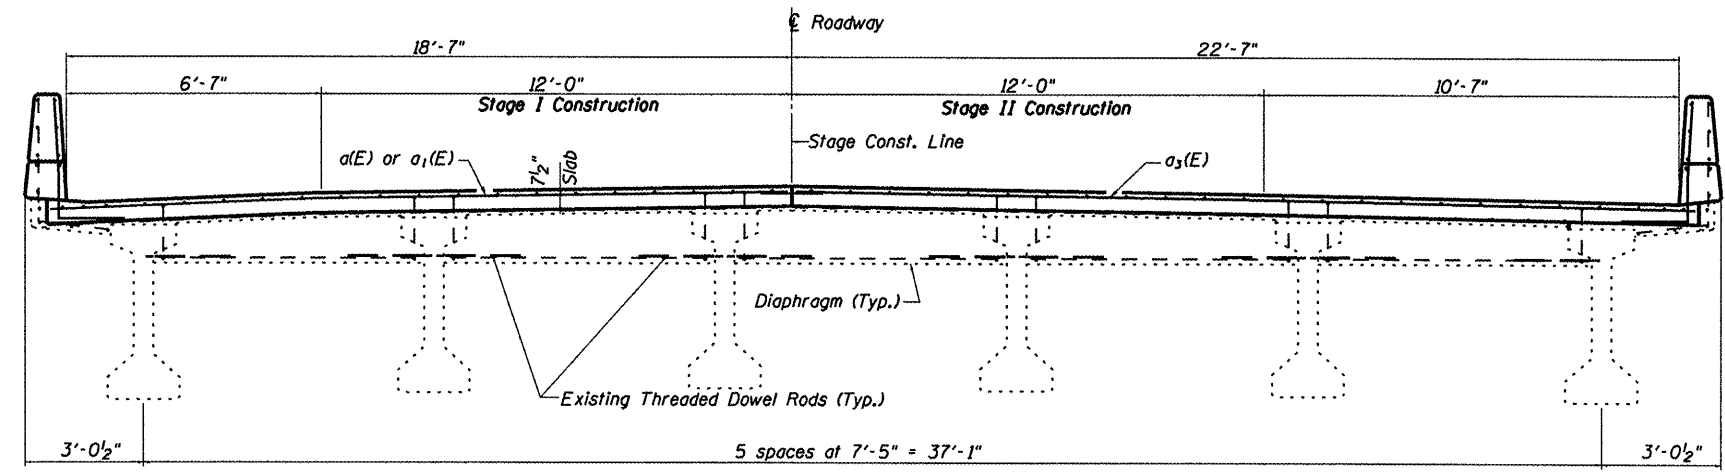 ℄ Roadway
18'-7"
22'-7"
6'-7"
12'-0"
12'-0"
10'-7"
Stage I Construction
Stage II Construction
Stage Const. Line
a(E) or a₁(E)
7½"
Slab
a₃(E)
Diaphragm (Typ.)
Existing Threaded Dowel Rods (Typ.)
3'-0½"
5 spaces at 7'-5" = 37'-1"
3'-0½"